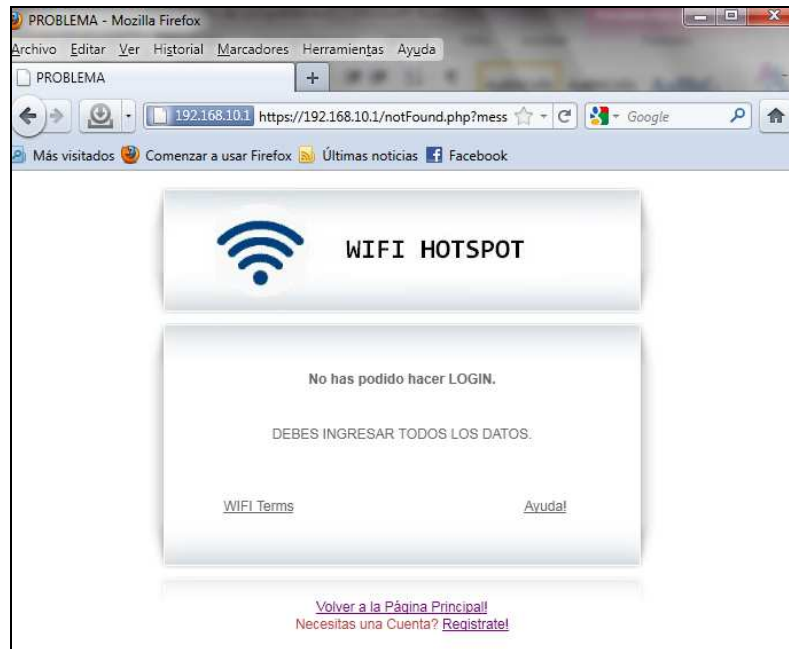 PROBLEMA - Mozilla Firefox
Archivo Editar Ver Historial Marcadores Herramientas Ayuda
PROBLEMA
192.168.10.1 https://192.168.10.1/notFound.php?mess Google
Más visitados Comenzar a usar Firefox Últimas noticias Facebook
WIFI HOTSPOT
No has podido hacer LOGIN.
DEBES INGRESAR TODOS LOS DATOS.
WIFI Terms Ayuda!
Volver a la Página Principal!
Necesitas una Cuenta? Registrate!